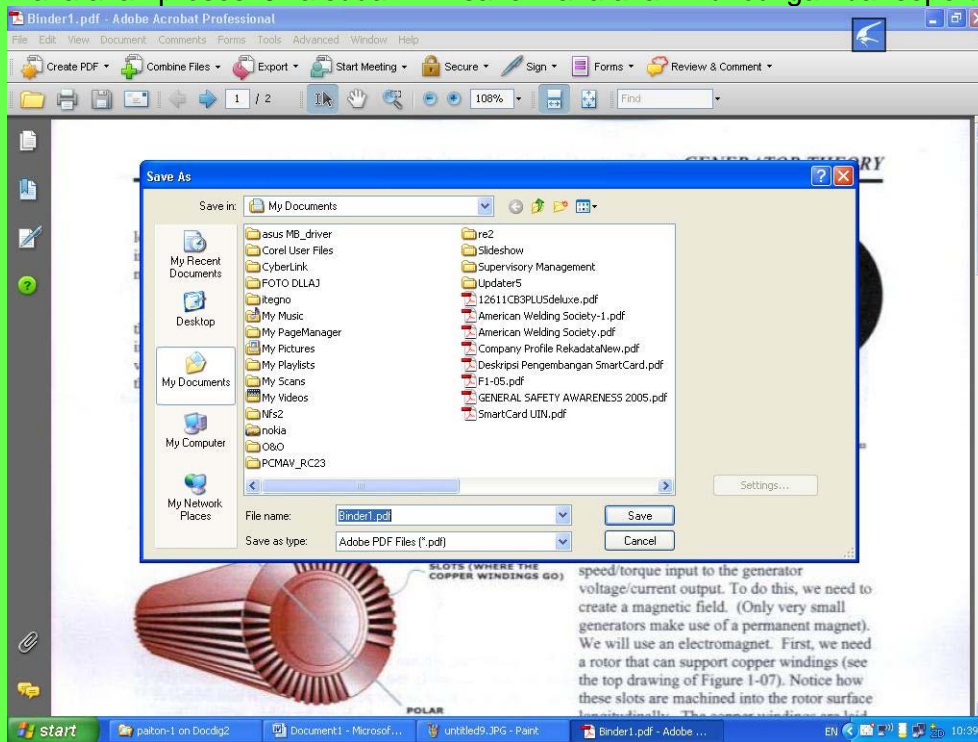 Binder1.pdf - Adobe Acrobat Professional
File Edit View Document Comments Forms Tools Advanced Window Help
Create PDF Combine Files Export Start Meeting Secure Sign Forms Review & Comment
1 / 2 108% Find
GENERATOR THEORY
Save As
Save in: My Documents
My Recent Documents
Desktop
My Documents
My Computer
My Network Places
asus MB_driver
Corel User Files
CyberLink
FOTO DLLAJ
itegno
My Music
My PageManager
My Pictures
My Playlists
My Scans
My Videos
Nfs2
nokia
O&O
PCMAV_RC23
re2
Slideshow
Supervisory Management
Updater5
12611CB3PLUSdeluxe.pdf
American Welding Society-1.pdf
American Welding Society.pdf
Company Profile RekadataNew.pdf
Deskripsi Pengembangan SmartCard.pdf
F1-05.pdf
GENERAL SAFETY AWARENESS 2005.pdf
SmartCard UIN.pdf
Settings...
File name: Binder1.pdf Save
Save as type: Adobe PDF Files (*.pdf) Cancel
SLOTS (WHERE THE
COPPER WINDINGS GO)
POLAR
speed/torque input to the generator
voltage/current output. To do this, we need to
create a magnetic field. (Only very small
generators make use of a permanent magnet).
We will use an electromagnet. First, we need
a rotor that can support copper windings (see
the top drawing of Figure 1-07). Notice how
these slots are machined into the rotor surface
start paiton-1 on Docdig2 Document1 - Microsof... untitled9.JPG - Paint Binder1.pdf - Adobe ... EN